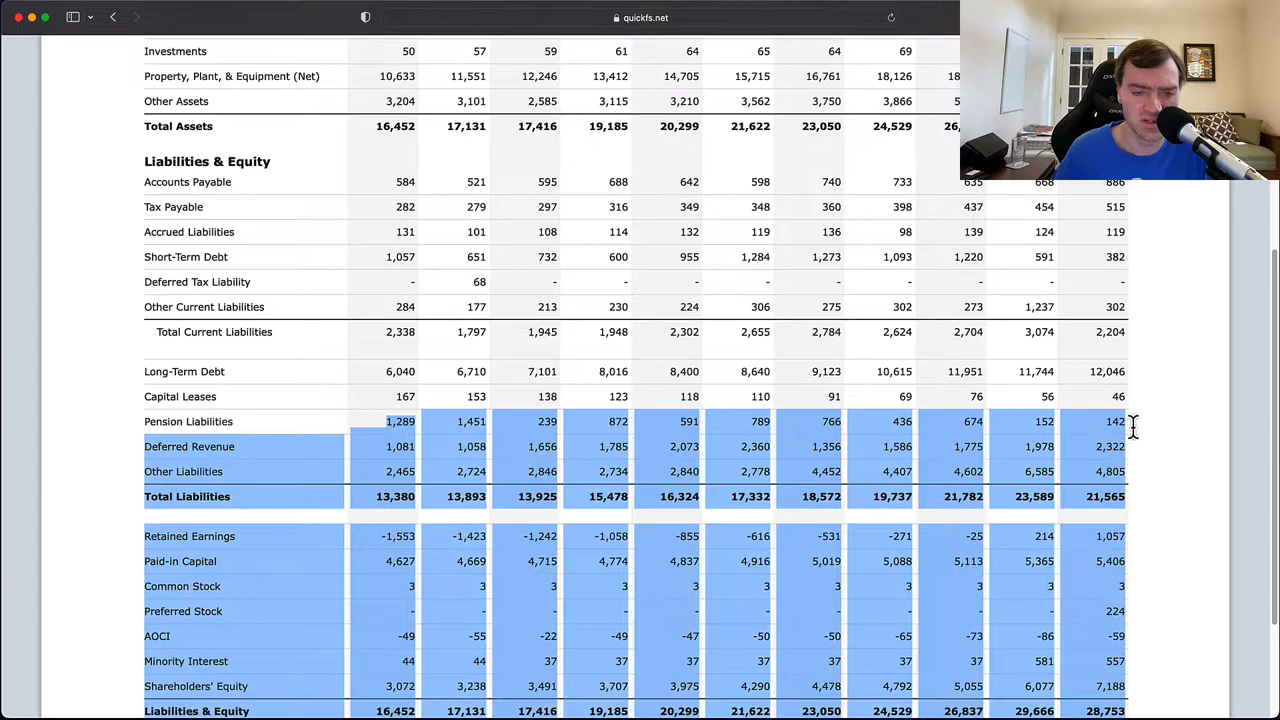 quickfs.net
Investments 50 57 59 61 64 65 64 69
Property, Plant, & Equipment (Net) 10,633 11,551 12,246 13,412 14,705 15,715 16,761 18,126 18
Other Assets 3,204 3,101 2,585 3,115 3,210 3,562 3,750 3,866 5
Total Assets 16,452 17,131 17,416 19,185 20,299 21,622 23,050 24,529 26,
Liabilities & Equity
Accounts Payable 584 521 595 688 642 598 740 733 635 668 886
Tax Payable 282 279 297 316 349 348 360 398 437 454 515
Accrued Liabilities 131 101 108 114 132 119 136 98 139 124 119
Short-Term Debt 1,057 651 732 600 955 1,284 1,273 1,093 1,220 591 382
Deferred Tax Liability - 68 - - - - - - - - -
Other Current Liabilities 284 177 213 230 224 306 275 302 273 1,237 302
Total Current Liabilities 2,338 1,797 1,945 1,948 2,302 2,655 2,784 2,624 2,704 3,074 2,204
Long-Term Debt 6,040 6,710 7,101 8,016 8,400 8,640 9,123 10,615 11,951 11,744 12,046
Capital Leases 167 153 138 123 118 110 91 69 76 56 46
Pension Liabilities 1,289 1,451 239 872 591 789 766 436 674 152 142
Deferred Revenue 1,081 1,058 1,656 1,785 2,073 2,360 1,356 1,586 1,775 1,978 2,322
Other Liabilities 2,465 2,724 2,846 2,734 2,840 2,778 4,452 4,407 4,602 6,585 4,805
Total Liabilities 13,380 13,893 13,925 15,478 16,324 17,332 18,572 19,737 21,782 23,589 21,565
Retained Earnings -1,553 -1,423 -1,242 -1,058 -855 -616 -531 -271 -25 214 1,057
Paid-in Capital 4,627 4,669 4,715 4,774 4,837 4,916 5,019 5,088 5,113 5,365 5,406
Common Stock 3 3 3 3 3 3 3 3 3 3 3
Preferred Stock - - - - - - - - - - 224
AOCI -49 -55 -22 -49 -47 -50 -50 -65 -73 -86 -59
Minority Interest 44 44 37 37 37 37 37 37 37 581 557
Shareholders' Equity 3,072 3,238 3,491 3,707 3,975 4,290 4,478 4,792 5,055 6,077 7,188
Liabilities & Equity 16,452 17,131 17,416 19,185 20,299 21,622 23,050 24,529 26,837 29,666 28,753